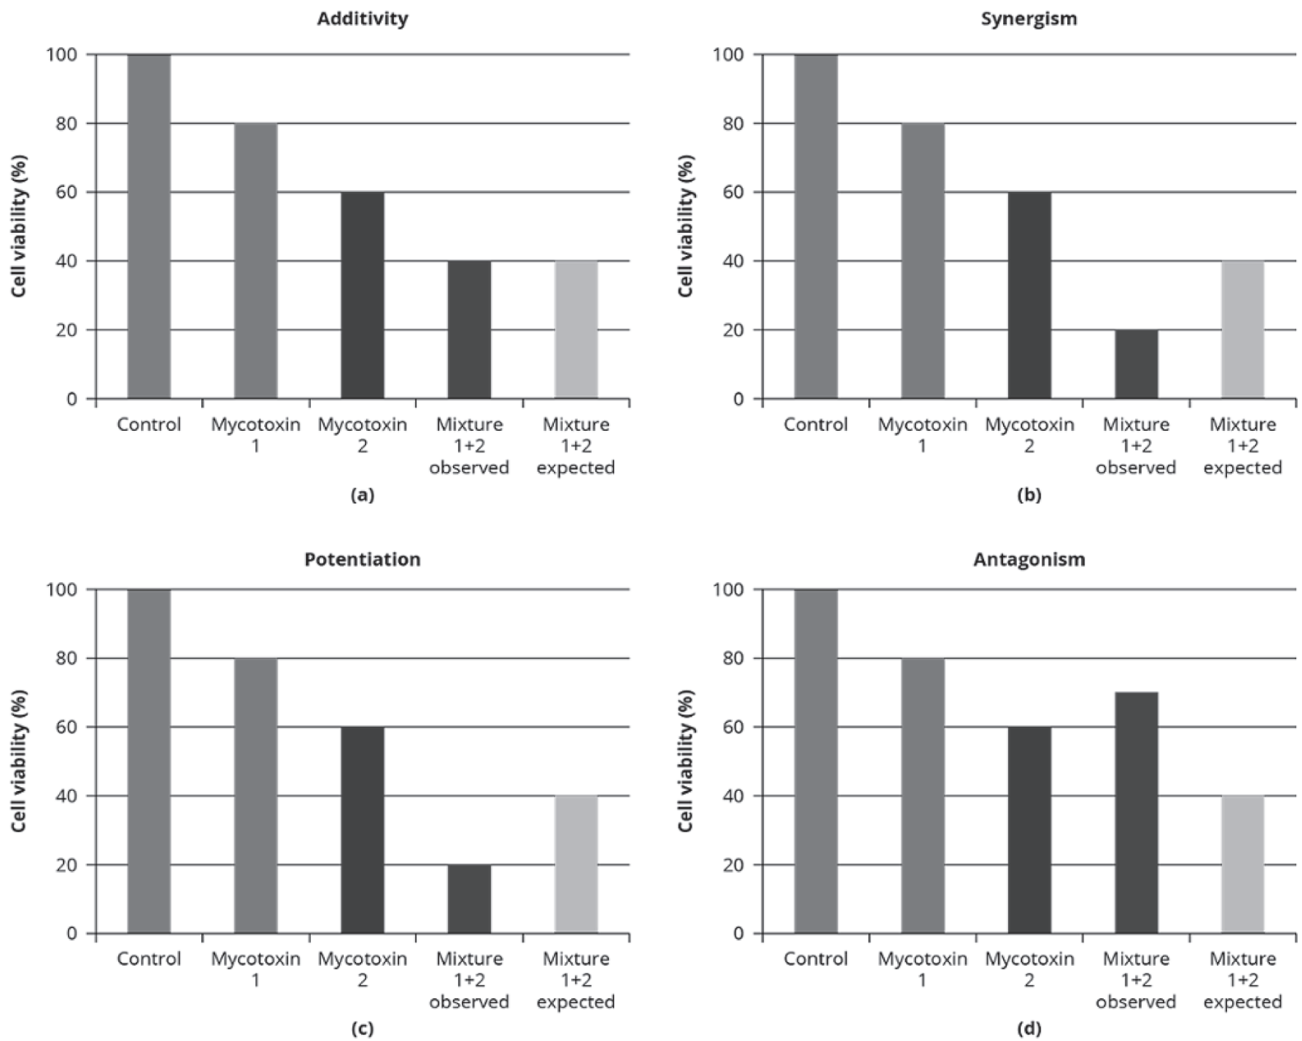 Additivity
Cell viability (%)
100
80
60
40
20
0
Control
Mycotoxin
1
Mycotoxin
2
Mixture
1+2
observed
Mixture
1+2
expected
(a)
Synergism
Cell viability (%)
100
80
60
40
20
0
Control
Mycotoxin
1
Mycotoxin
2
Mixture
1+2
observed
Mixture
1+2
expected
(b)
Potentiation
Cell viability (%)
100
80
60
40
20
0
Control
Mycotoxin
1
Mycotoxin
2
Mixture
1+2
observed
Mixture
1+2
expected
(c)
Antagonism
Cell viability (%)
100
80
60
40
20
0
Control
Mycotoxin
1
Mycotoxin
2
Mixture
1+2
observed
Mixture
1+2
expected
(d)